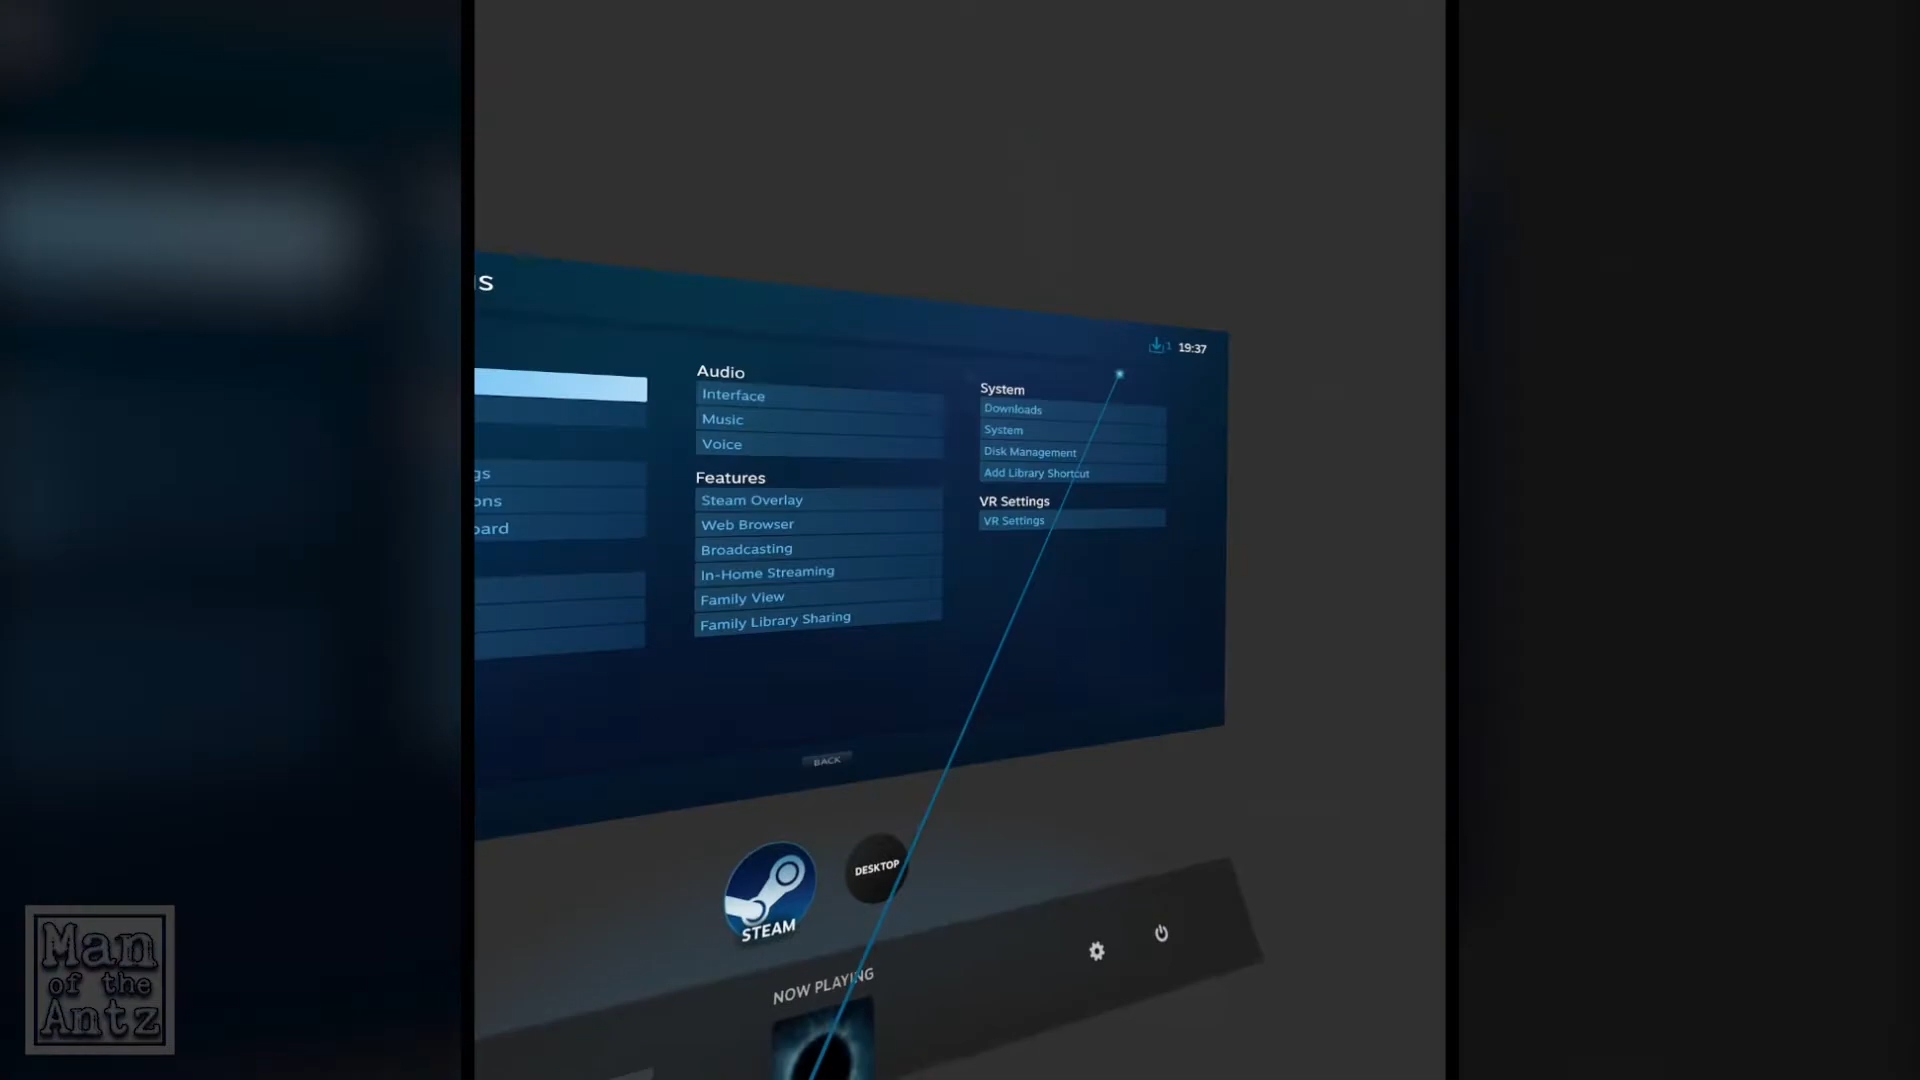 s
19:37
1
gs
ons
oard
Audio
Interface
Music
Voice
Features
Steam Overlay
Web Browser
Broadcasting
In-Home Streaming
Family View
Family Library Sharing
System
Downloads
System
Disk Management
Add Library Shortcut
VR Settings
VR Settings
BACK
STEAM
DESKTOP
NOW PLAYING
Man
of the
Antz